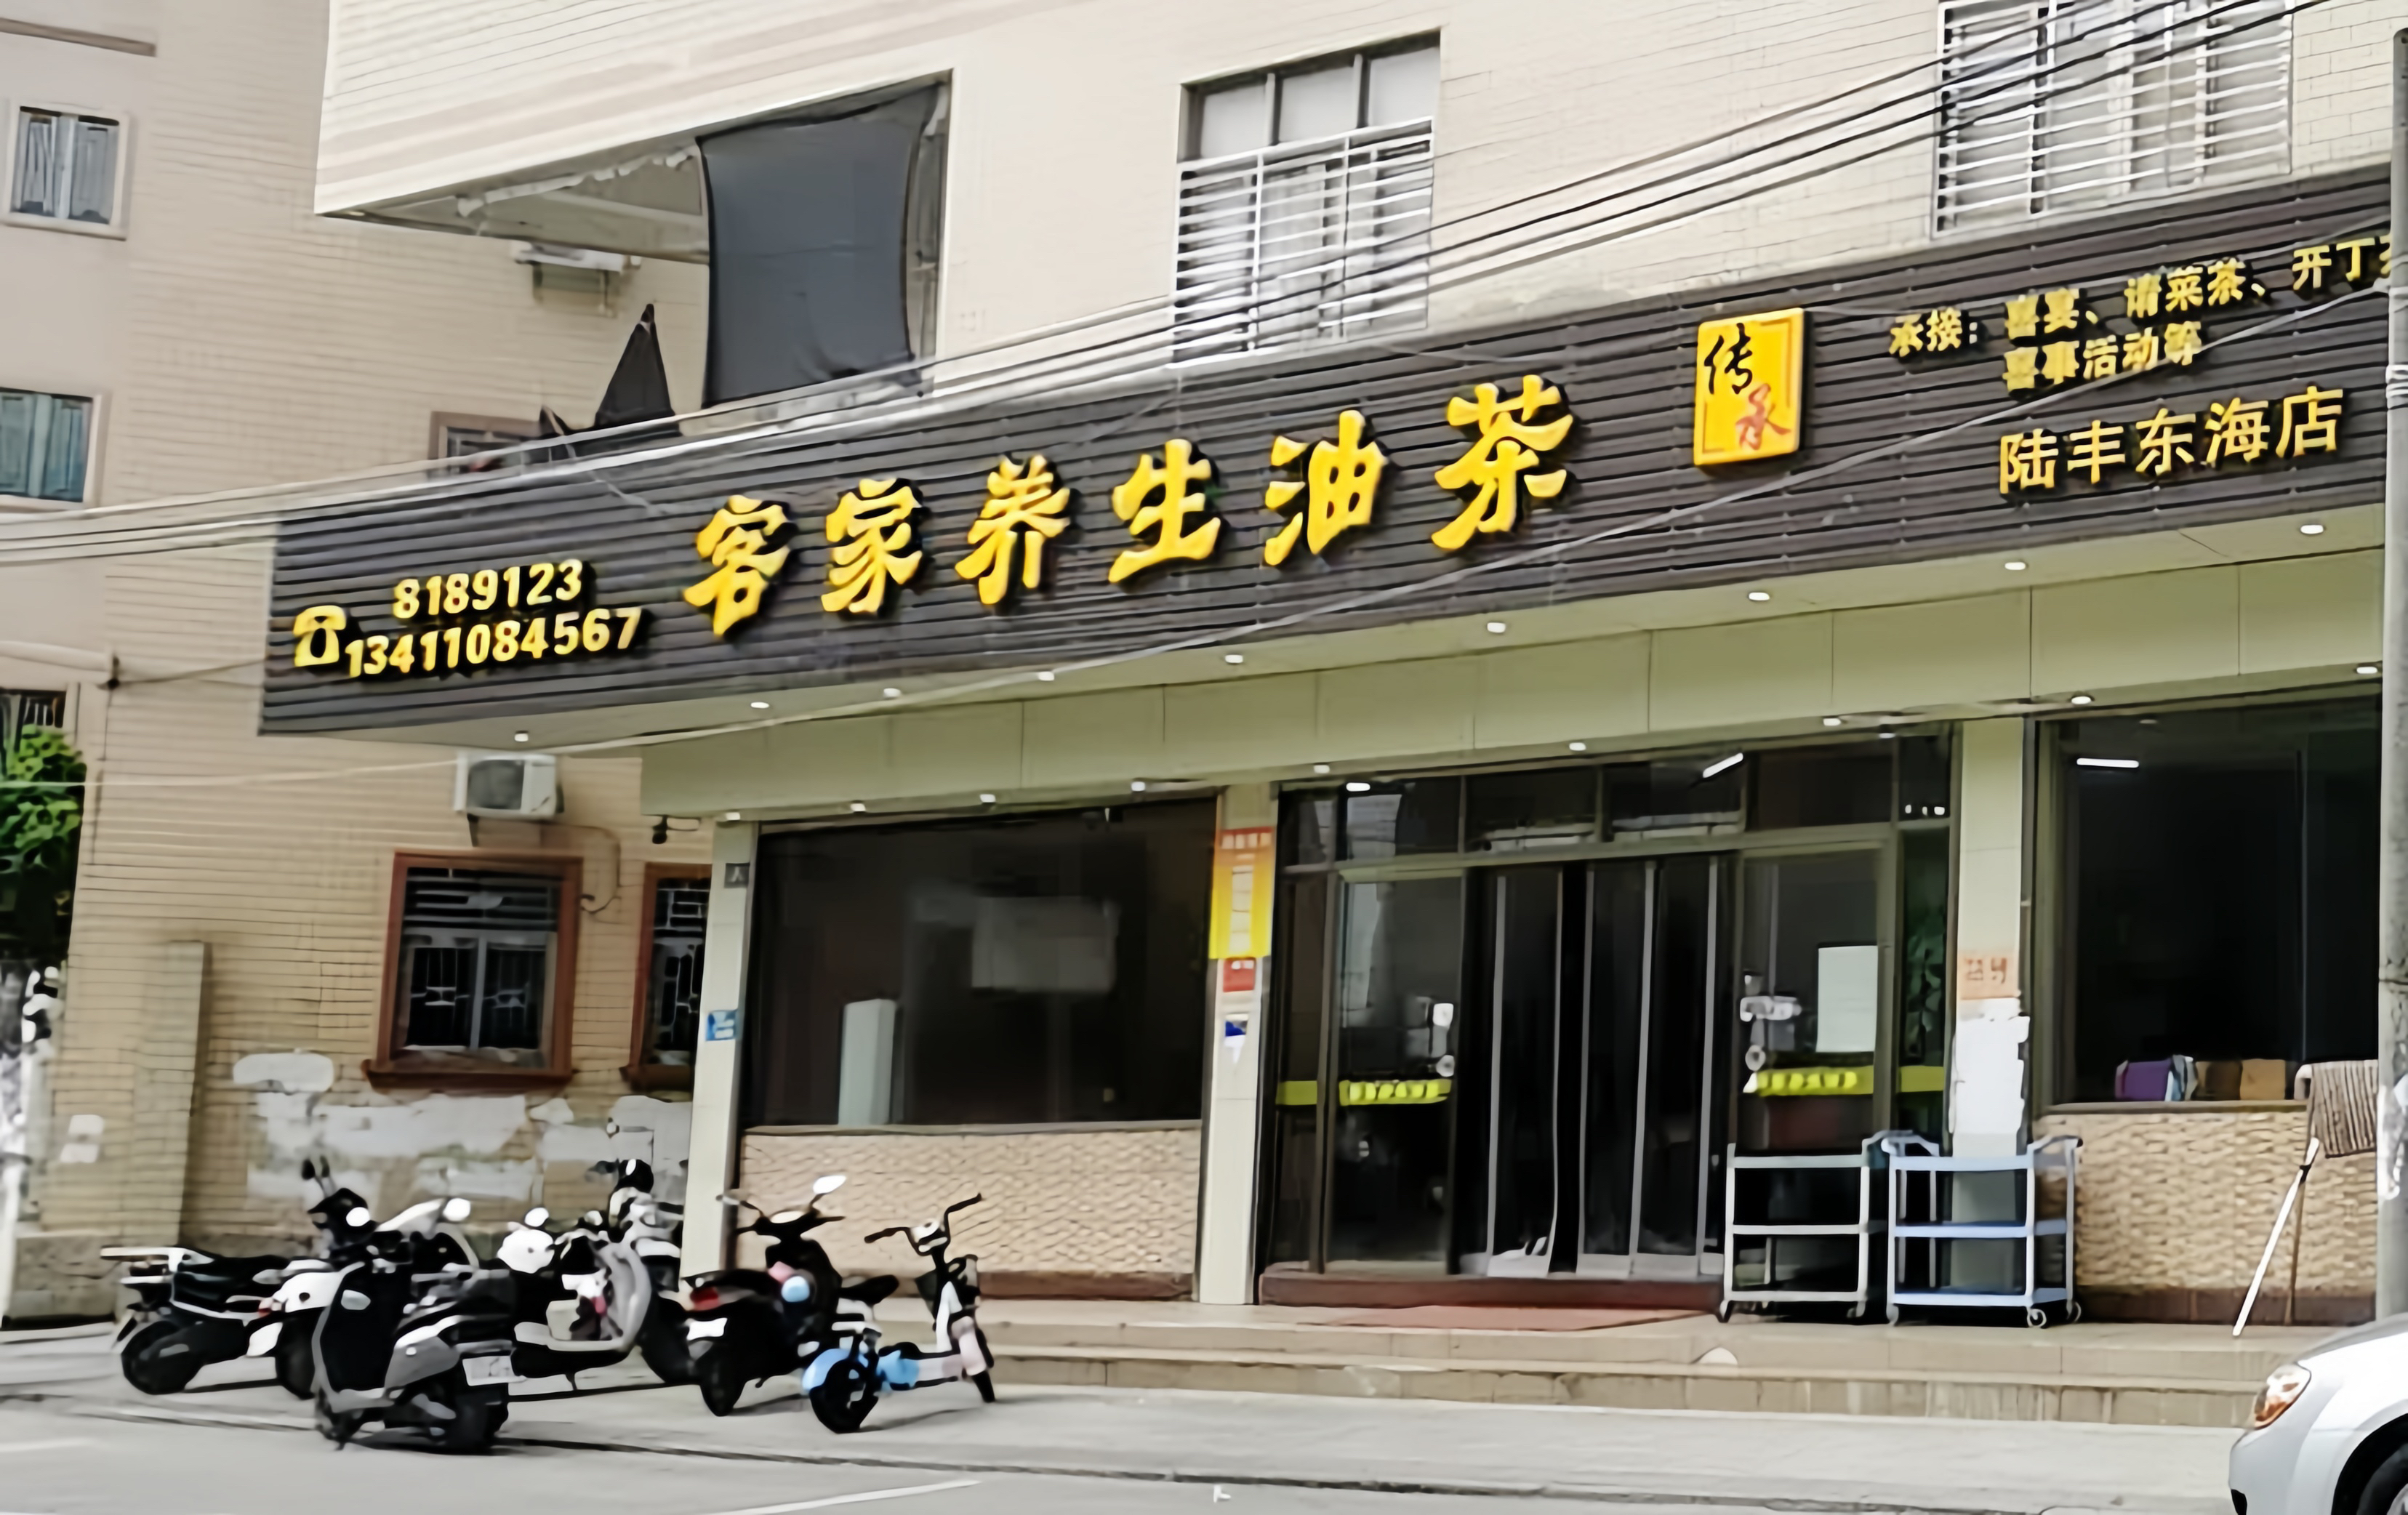 8189123
13411084567
客家养生油茶
传承
承接：喜宴、请菜茶、开丁
喜事活动等
陆丰东海店